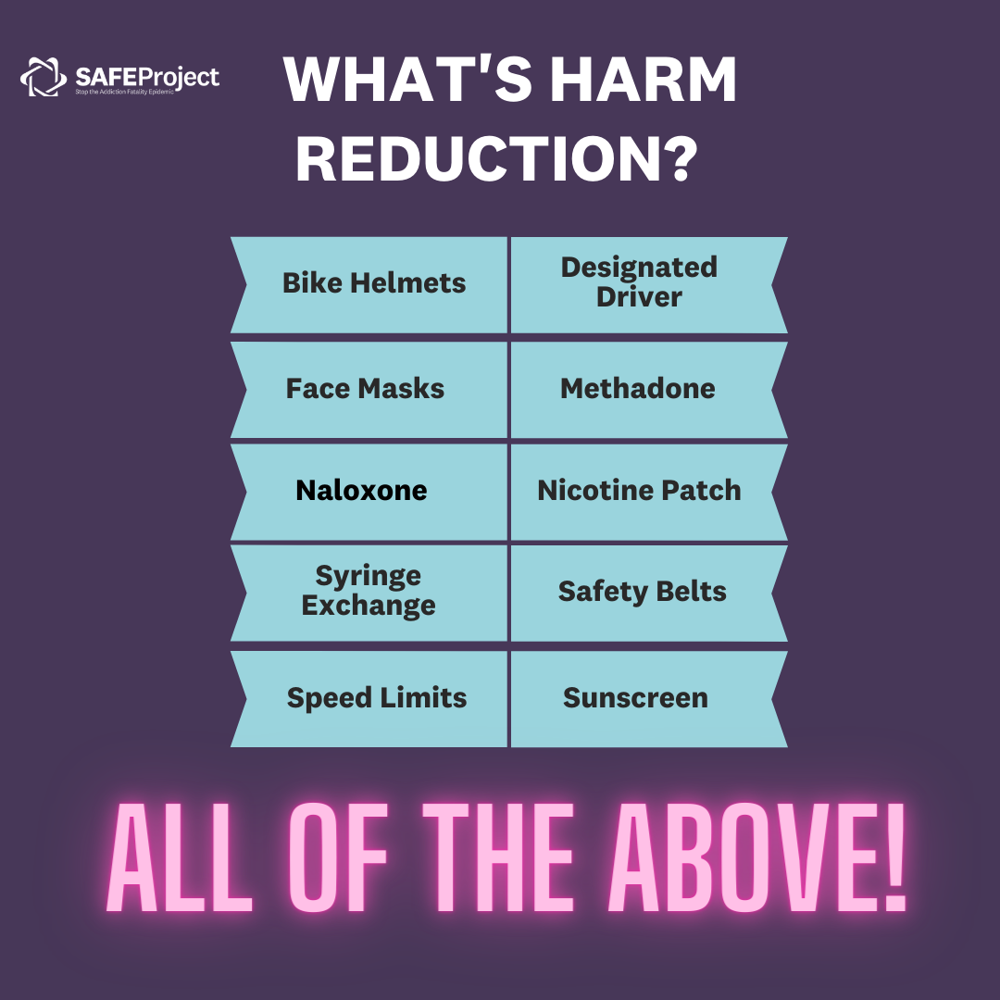 SAFEProject
Stop the Addiction Fatality Epidemic
WHAT'S HARM
REDUCTION?
Bike Helmets
Designated
Driver
Face Masks
Methadone
Naloxone
Nicotine Patch
Syringe
Exchange
Safety Belts
Speed Limits
Sunscreen
ALL OF THE ABOVE!